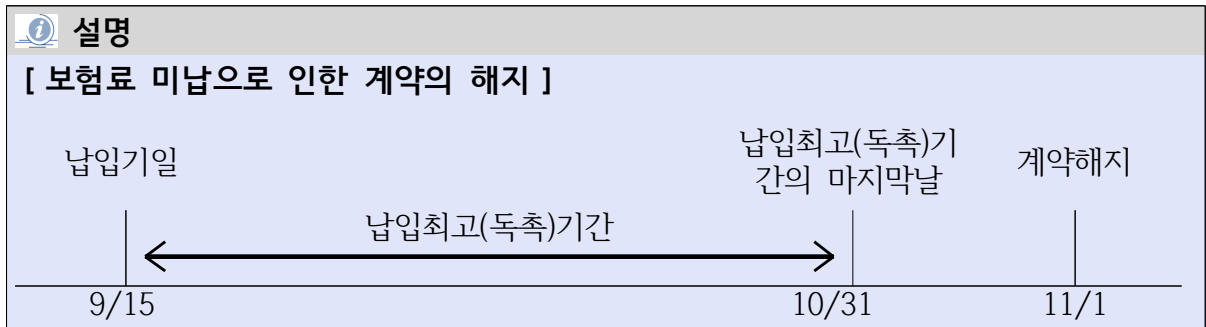 설명
[ 보험료 미납으로 인한 계약의 해지 ]
납입기일
납입최고(독촉)기
간의 마지막날
계약해지
납입최고(독촉)기간
9/15
10/31
11/1